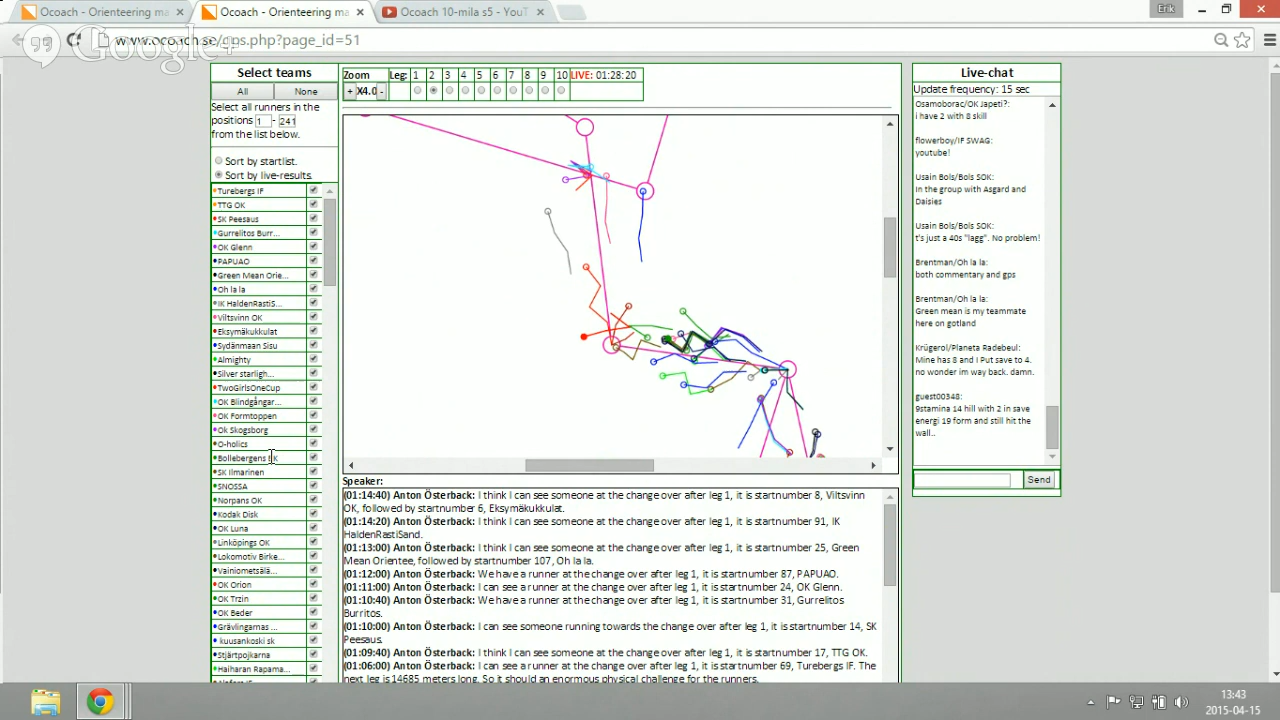 Ocoach - Orienteering ma
Ocoach - Orienteering ma
Ocoach 10-mila s5 - YouT
Erik
Google+
www.ocoach.se/gps.php?page_id=51
Select teams
All None
Select all runners in the
positions 1 - 241
from the list below.
Sort by startlist.
Sort by live-results.
Turebergs IF
TTG OK
SK Peesaus
Gurrelitos Burr...
OK Glenn
PAPUAO
Green Mean Orie...
Oh la la
IK HaldenRastiS...
Viltsvinn OK
Eksymäkukkulat
Sydänmaan Sisu
Almighty
Silver starligh...
TwoGirlsOneCup
OK Blindgångar...
OK Formtoppen
Ok Skogsborg
O-holics
Bollebergens K
SK Ilmarinen
SNOSSA
Norpans OK
Kodak Disk
OK Luna
Linköpings OK
Lokomotiv Birke...
Vainiometsälä...
OK Orion
OK Trzin
OK Beder
Grävlingarnas ...
kuusankoski sk
Stjärtpojkarna
Haiharan Rapama...
Zoom Leg: 1 2 3 4 5 6 7 8 9 10 LIVE: 01:28:20
+ X4.0 -
Speaker:
(01:14:40) Anton Österback: I think I can see someone at the change over after leg 1, it is startnumber 8, Viltsvinn
OK, followed by startnumber 6, Eksymäkukkulat.
(01:14:20) Anton Österback: I think I can see someone at the change over after leg 1, it is startnumber 91, IK
HaldenRastiSand.
(01:13:00) Anton Österback: I think I can see someone at the change over after leg 1, it is startnumber 25, Green
Mean Orientee, followed by startnumber 107, Oh la la.
(01:12:00) Anton Österback: We have a runner at the change over after leg 1, it is startnumber 87, PAPUAO.
(01:11:00) Anton Österback: I can see a runner at the change over after leg 1, it is startnumber 24, OK Glenn.
(01:10:40) Anton Österback: We have a runner at the change over after leg 1, it is startnumber 31, Gurrelitos
Burritos.
(01:10:00) Anton Österback: I can see someone running towards the change over after leg 1, it is startnumber 14, SK
Peesaus.
(01:09:40) Anton Österback: I can see a runner at the change over after leg 1, it is startnumber 17, TTG OK.
(01:06:00) Anton Österback: I can see a runner at the change over after leg 1, it is startnumber 69, Turebergs IF. The
next leg is 14685 meters long. So it should an enormous physical challenge for the runners.
Live-chat
Update frequency: 15 sec
Osamoborac/OK Japeti?:
i have 2 with 8 skill
flowerboy/IF SWAG:
youtube!
Usain Bols/Bols SOK:
In the group with Asgard and
Daisies
Usain Bols/Bols SOK:
t's just a 40s "lagg". No problem!
Brentman/Oh la la:
both commentary and gps
Brentman/Oh la la:
Green mean is my teammate
here on gotland
Krügerol/Planeta Radebeul:
Mine has 8 and I Put save to 4.
no wonder im way back. damn.
guest00348:
9stamina 14 hill with 2 in save
energi 19 form and still hit the
wall..
Send
13:43
2015-04-15